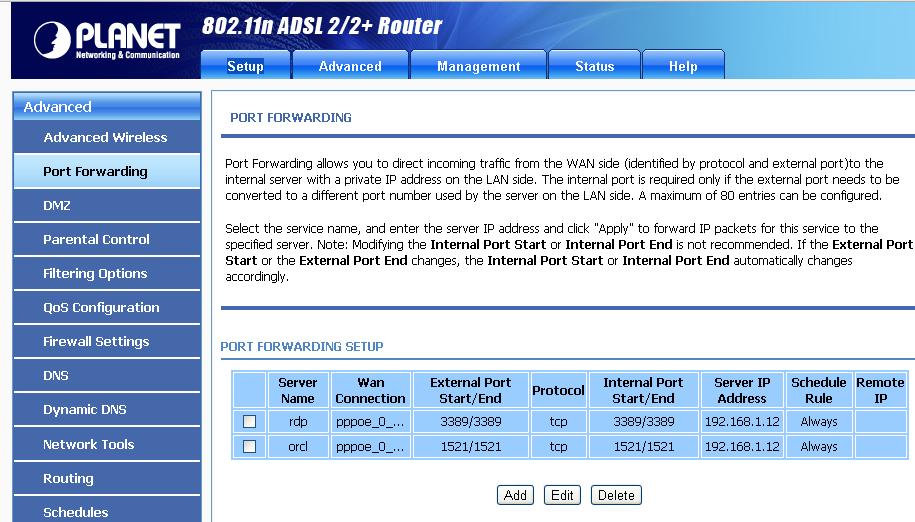 PLANET
Networking & Communication
802.11n ADSL 2/2+ Router
Setup
Advanced
Management
Status
Help
Advanced
Advanced Wireless
Port Forwarding
DMZ
Parental Control
Filtering Options
QoS Configuration
Firewall Settings
DNS
Dynamic DNS
Network Tools
Routing
Schedules
PORT FORWARDING
Port Forwarding allows you to direct incoming traffic from the WAN side (identified by protocol and external port)to the
internal server with a private IP address on the LAN side. The internal port is required only if the external port needs to be
converted to a different port number used by the server on the LAN side. A maximum of 80 entries can be configured.
Select the service name, and enter the server IP address and click "Apply" to forward IP packets for this service to the
specified server. Note: Modifying the Internal Port Start or Internal Port End is not recommended. If the External Port
Start or the External Port End changes, the Internal Port Start or Internal Port End automatically changes
accordingly.
PORT FORWARDING SETUP
Server Name Wan Connection External Port Start/End Protocol Internal Port Start/End Server IP Address Schedule Rule Remote IP
rdp pppoe_0_... 3389/3389 tcp 3389/3389 192.168.1.12 Always
orcl pppoe_0_... 1521/1521 tcp 1521/1521 192.168.1.12 Always
Add Edit Delete